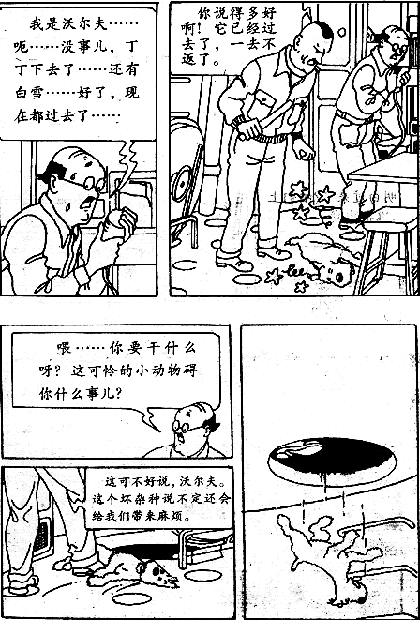 我是沃尔夫……
呃……没事儿，丁
丁下去了……还有
白雪……好了，现
在都过去了……
你说得多好
啊！它已经过
去了，一去不
返了。
喂……你要干什么
呀？这可怜的小动物碍
你什么事儿？
这可不好说，沃尔夫。
这个坏杂种说不定还会
给我们带来麻烦。